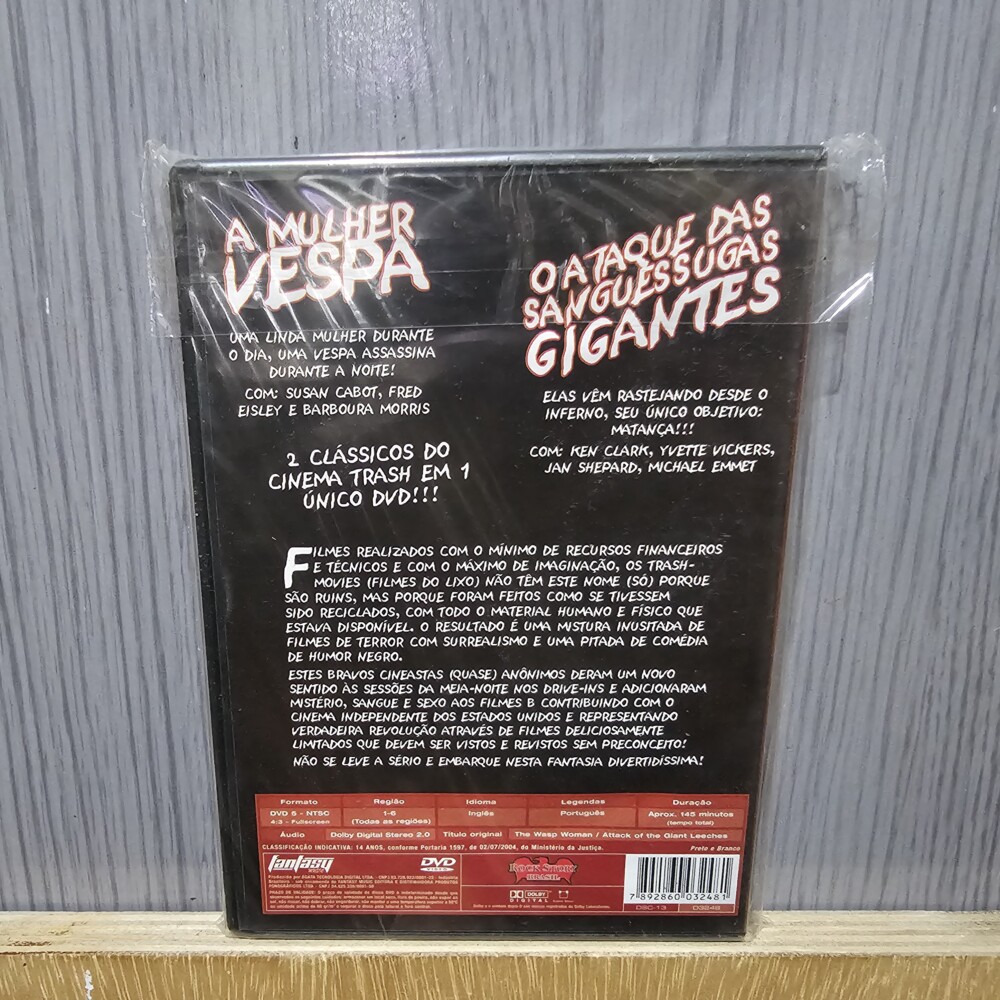 A MULHER
VESPA
UMA LINDA MULHER DURANTE
O DIA, UMA VESPA ASSASSINA
DURANTE A NOITE!
COM: SUSAN CABOT, FRED
EISLEY E BARBOURA MORRIS
O ATAQUE DAS
SANGUESSUGAS
GIGANTES
ELAS VÊM RASTEJANDO DESDE O
INFERNO, SEU ÚNICO OBJETIVO:
MATANÇA!!!
COM: KEN CLARK, YVETTE VICKERS,
JAN SHEPARD, MICHAEL EMMET
2 CLÁSSICOS DO
CINEMA TRASH EM 1
ÚNICO DVD!!!
FILMES REALIZADOS COM O MÍNIMO DE RECURSOS FINANCEIROS
E TÉCNICOS E COM O MÁXIMO DE IMAGINAÇÃO, OS TRASH-
MOVIES (FILMES DO LIXO) NÃO TÊM ESTE NOME (SÓ) PORQUE
SÃO RUINS, MAS PORQUE FORAM FEITOS COMO SE TIVESSEM
SIDO RECICLADOS, COM TODO O MATERIAL HUMANO E FÍSICO QUE
ESTAVA DISPONÍVEL. O RESULTADO É UMA MISTURA INUSITADA DE
FILMES DE TERROR COM SURREALISMO E UMA PITADA DE COMÉDIA
DE HUMOR NEGRO.
ESTES BRAVOS CINEASTAS (QUASE) ANÔNIMOS DERAM UM NOVO
SENTIDO ÀS SESSÕES DA MEIA-NOITE NOS DRIVE-INS E ADICIONARAM
MISTÉRIO, SANGUE E SEXO AOS FILMES B CONTRIBUINDO COM O
CINEMA INDEPENDENTE DOS ESTADOS UNIDOS E REPRESENTANDO
VERDADEIRA REVOLUÇÃO ATRAVÉS DE FILMES DELICIOSAMENTE
LIMITADOS QUE DEVEM SER VISTOS E REVISTOS SEM PRECONCEITO!
NÃO SE LEVE A SÉRIO E EMBARQUE NESTA FANTASIA DIVERTIDÍSSIMA!
Formato Região Idioma Legendas Duração
DVD 5 - NTSC 1-6 Inglês Português Aprox. 145 minutos
4:3 - Fullscreen (Todas as regiões) (tempo total)
Áudio Dolby Digital Stereo 2.0 Título original The Wasp Woman / Attack of the Giant Leeches
CLASSIFICAÇÃO INDICATIVA: 14 ANOS, conforme Portaria 1597, de 02/07/2004, do Ministério da Justiça. Preto e Branco
Fantasy MUSIC
DVD VIDEO
ROCK STORY
BRASIL
DOLBY
DIGITAL
7 892860 032481
DSC-13 D3248